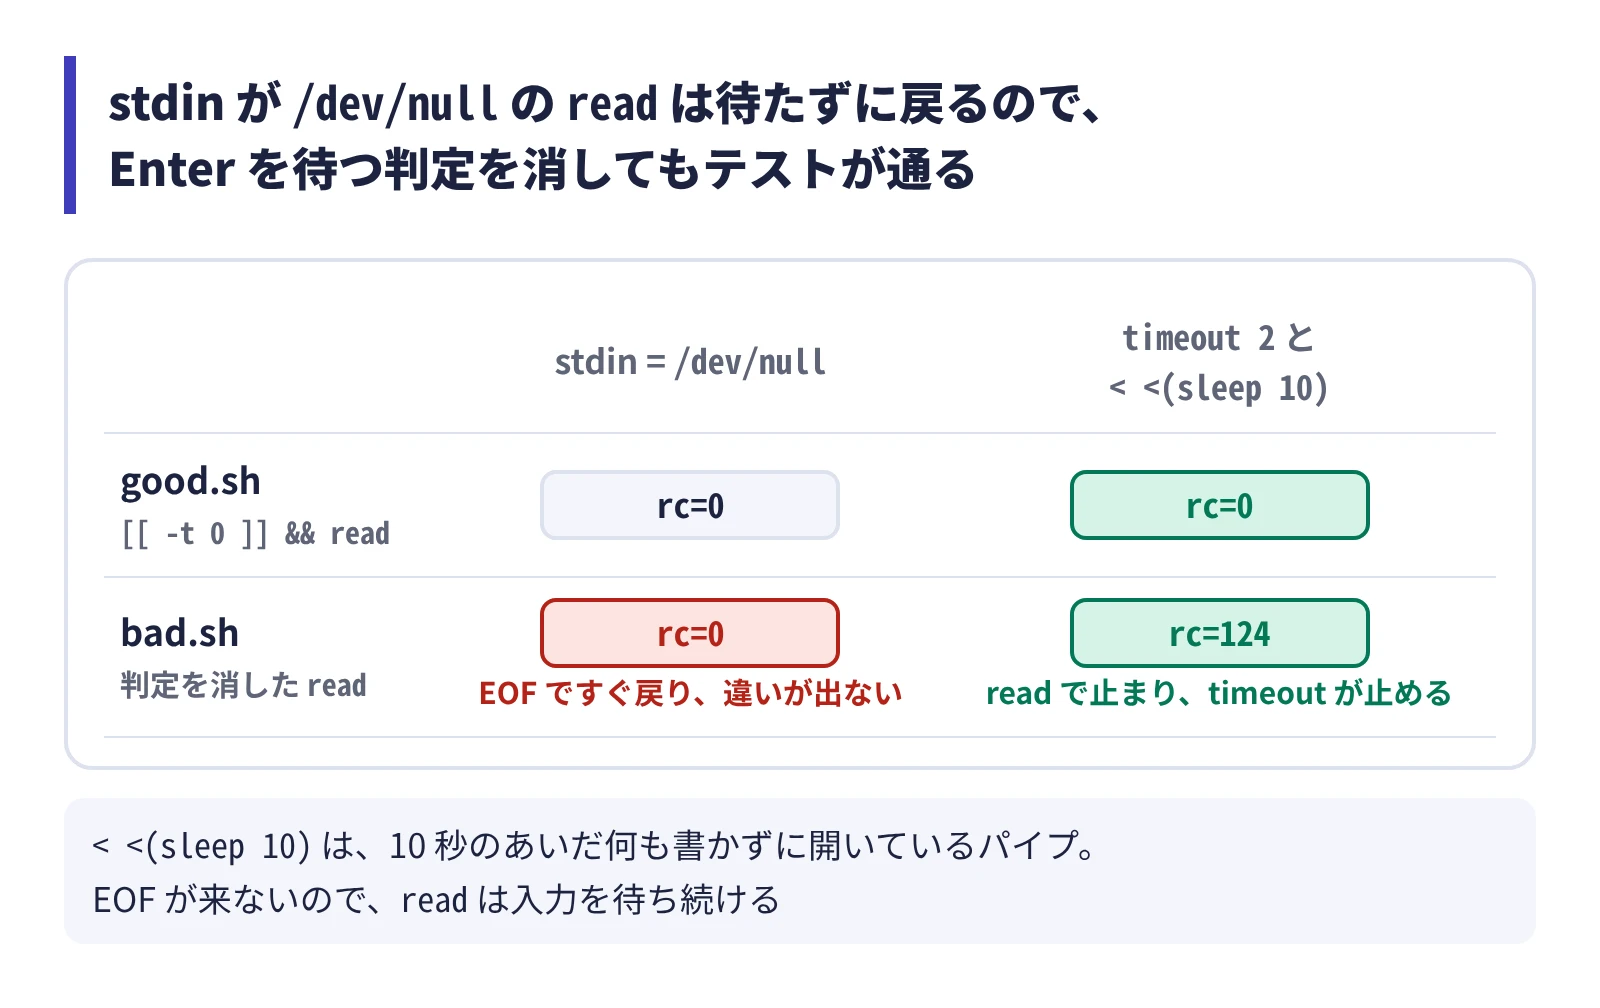 stdin が /dev/null の read は待たずに戻るので、
Enter を待つ判定を消してもテストが通る
stdin = /dev/null
timeout 2 と
< <(sleep 10)
good.sh
[[ -t 0 ]] && read
rc=0
rc=0
bad.sh
判定を消した read
rc=0
EOF ですぐ戻り、違いが出ない
rc=124
read で止まり、timeout が止める
< <(sleep 10) は、10 秒のあいだ何も書かずに開いているパイプ。
EOF が来ないので、read は入力を待ち続ける